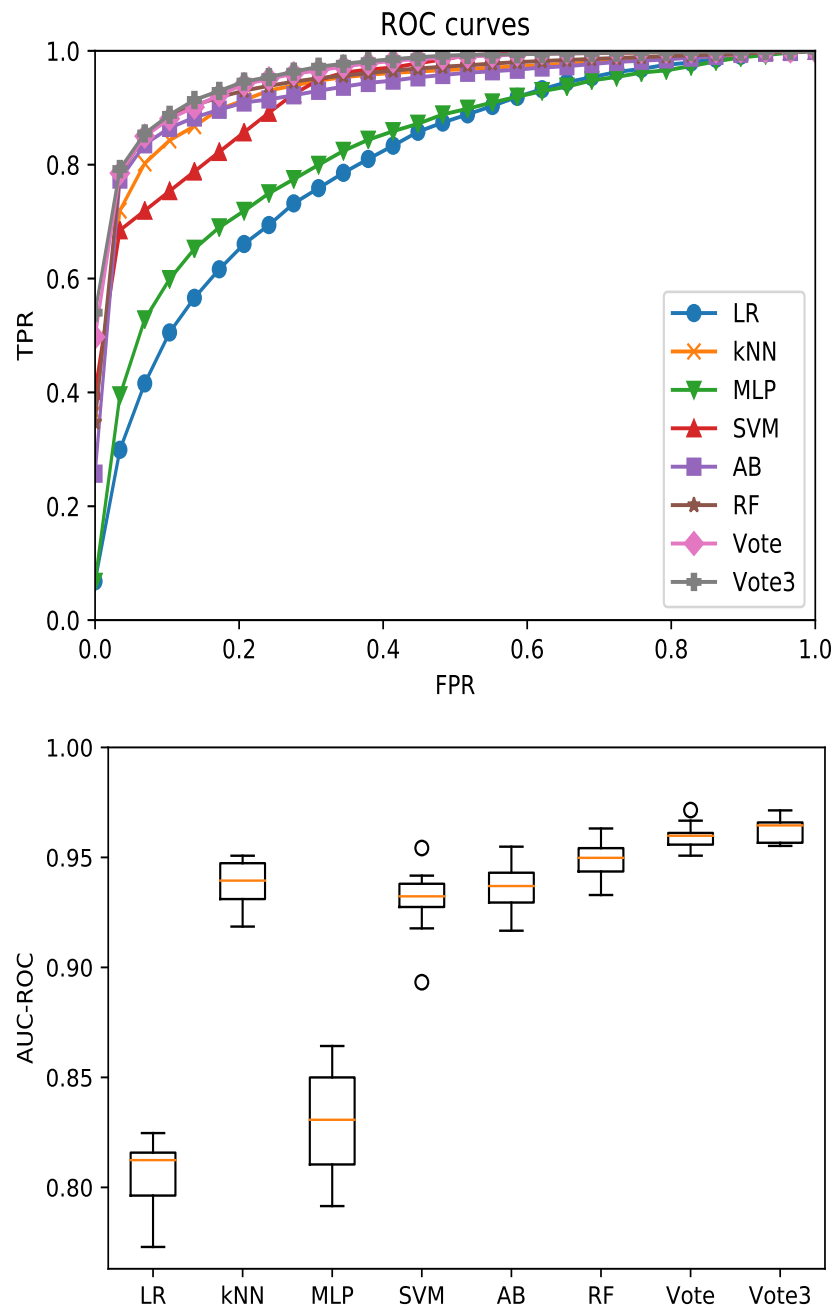 ROC curves
1.0
0.8
0.6
0.4
0.2
0.0
TPR
0.0 0.2 0.4 0.6 0.8 1.0
FPR
LR
kNN
MLP
SVM
AB
RF
Vote
Vote3
1.00
0.95
0.90
0.85
0.80
AUC-ROC
LR kNN MLP SVM AB RF Vote Vote3